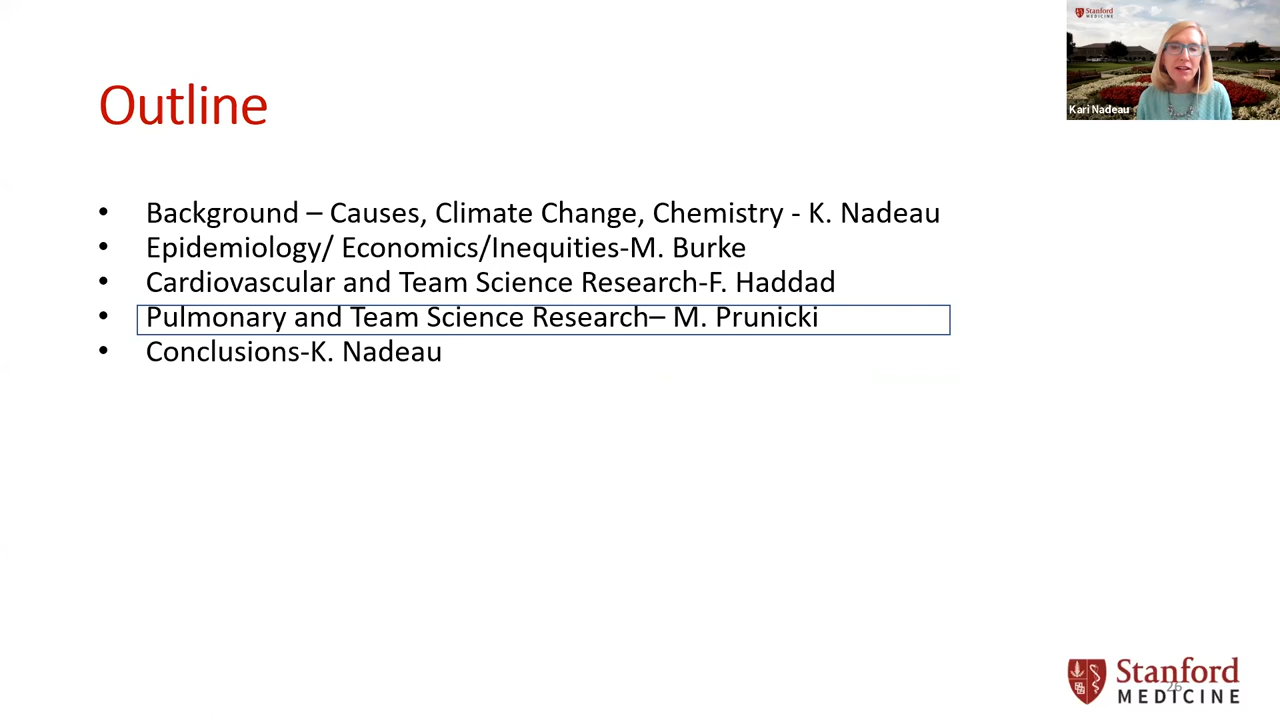 Stanford
MEDICINE
Kari Nadeau
Outline
• Background – Causes, Climate Change, Chemistry - K. Nadeau
• Epidemiology/ Economics/Inequities-M. Burke
• Cardiovascular and Team Science Research-F. Haddad
• Pulmonary and Team Science Research– M. Prunicki
• Conclusions-K. Nadeau
Stanford
MEDICINE